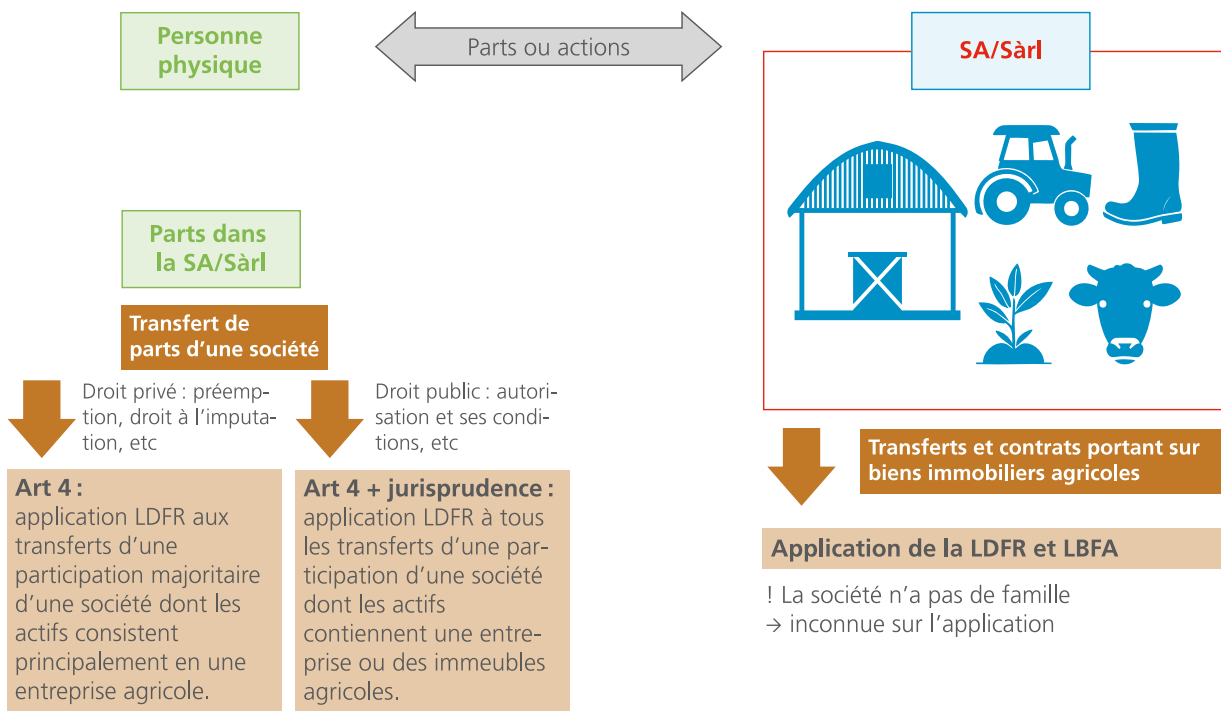 Personne
physique
Parts ou actions
SA/Sàrl
Parts dans
la SA/Sàrl
Transfert de
parts d'une société
Droit privé : préemp-
tion, droit à l'imputa-
tion, etc
Droit public : autori-
sation et ses condi-
tions, etc
Art 4 :
application LDFR aux
transferts d'une
participation majoritaire
d'une société dont les
actifs consistent
principalement en une
entreprise agricole.
Art 4 + jurisprudence :
application LDFR à tous
les transferts d'une par-
ticipation d'une société
dont les actifs
contiennent une entre-
prise ou des immeubles
agricoles.
Transferts et contrats portant sur
biens immobiliers agricoles
Application de la LDFR et LBFA
! La société n'a pas de famille
→ inconnue sur l'application